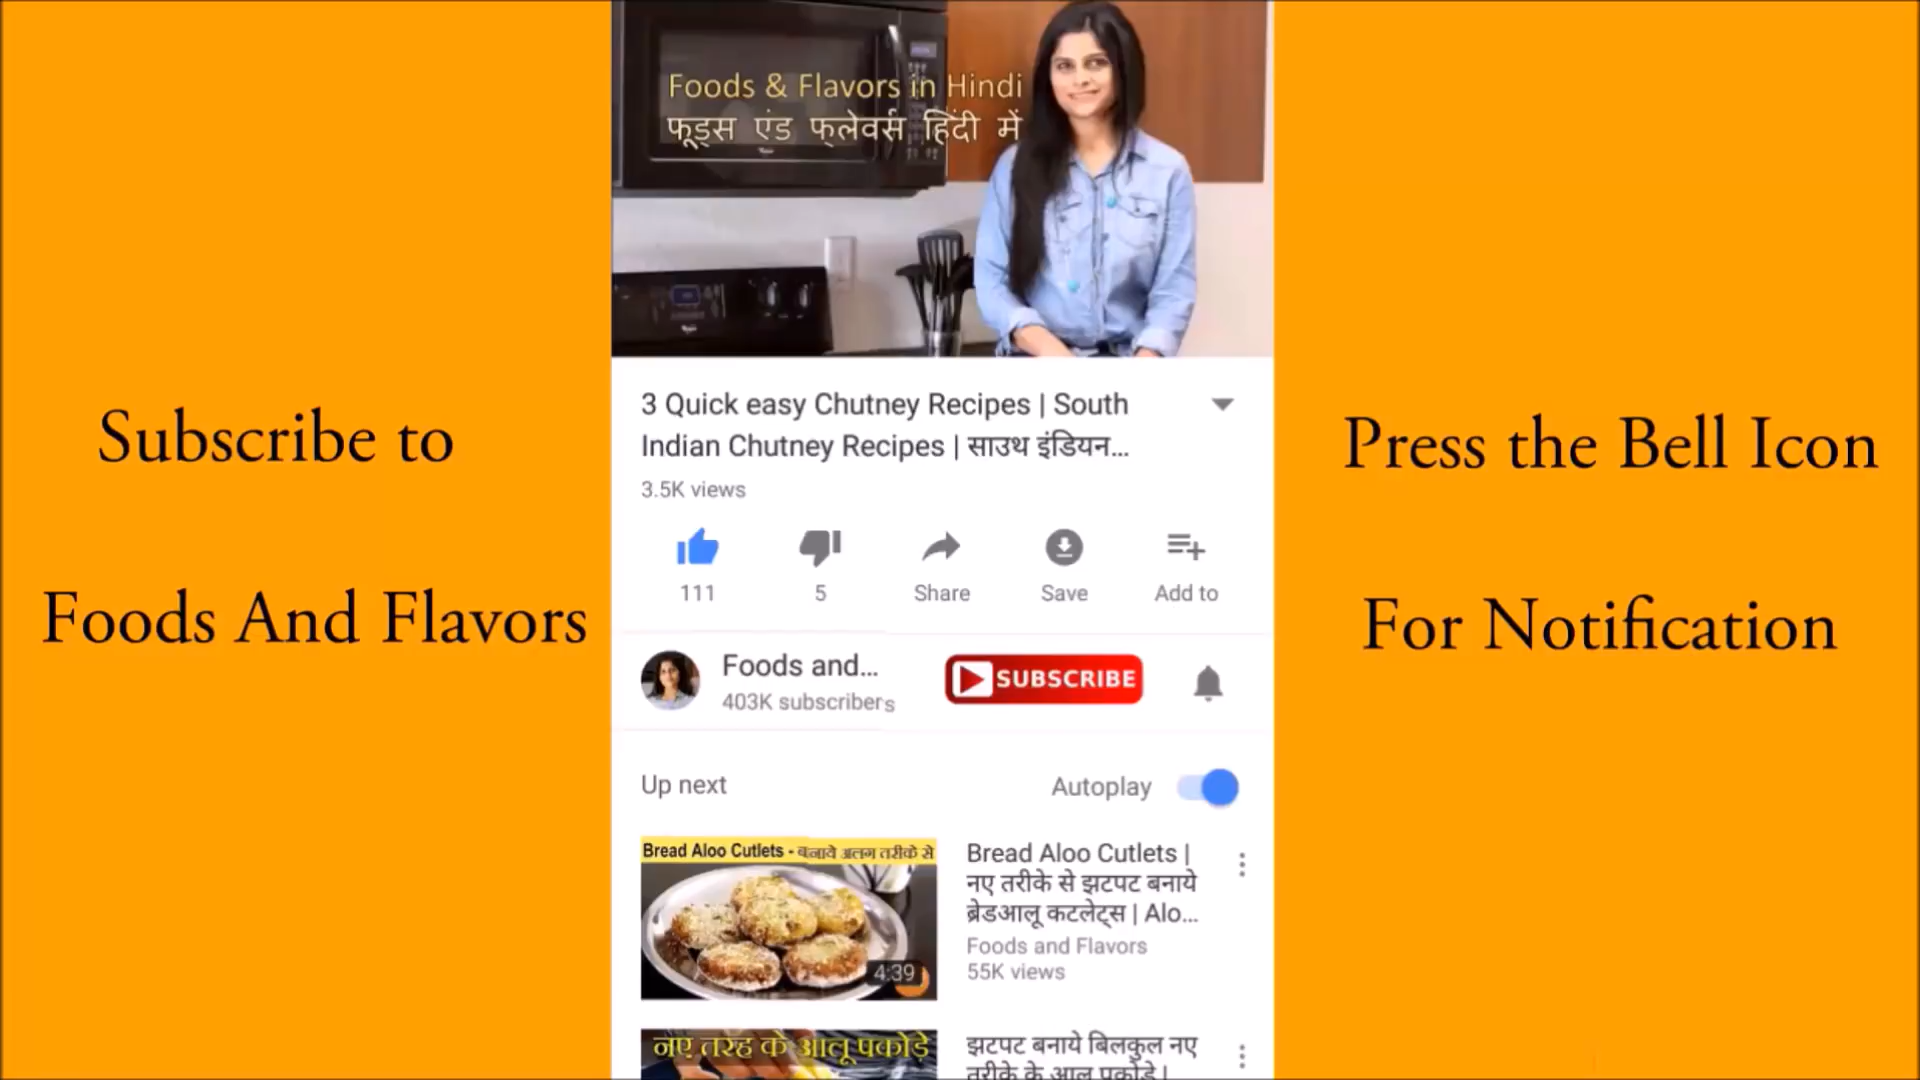 Foods & Flavors in Hindi
फूड्स एंड फ्लेवर्स हिंदी में
Subscribe to
Foods And Flavors
3 Quick easy Chutney Recipes | South
Indian Chutney Recipes | साउथ इंडियन...
3.5K views
111
5
Share
Save
Add to
Foods and...
403K subscribers
SUBSCRIBE
Up next
Autoplay
Bread Aloo Cutlets - बनाये अलग तरीके से
4:39
Bread Aloo Cutlets |
नए तरीके से झटपट बनाये
ब्रेडआलू कटलेट्स | Alo...
Foods and Flavors
55K views
नए तरह के आलू पकोड़े
झटपट बनाये बिलकुल नए
तरीके के आलू पकोड़े |
Press the Bell Icon
For Notification